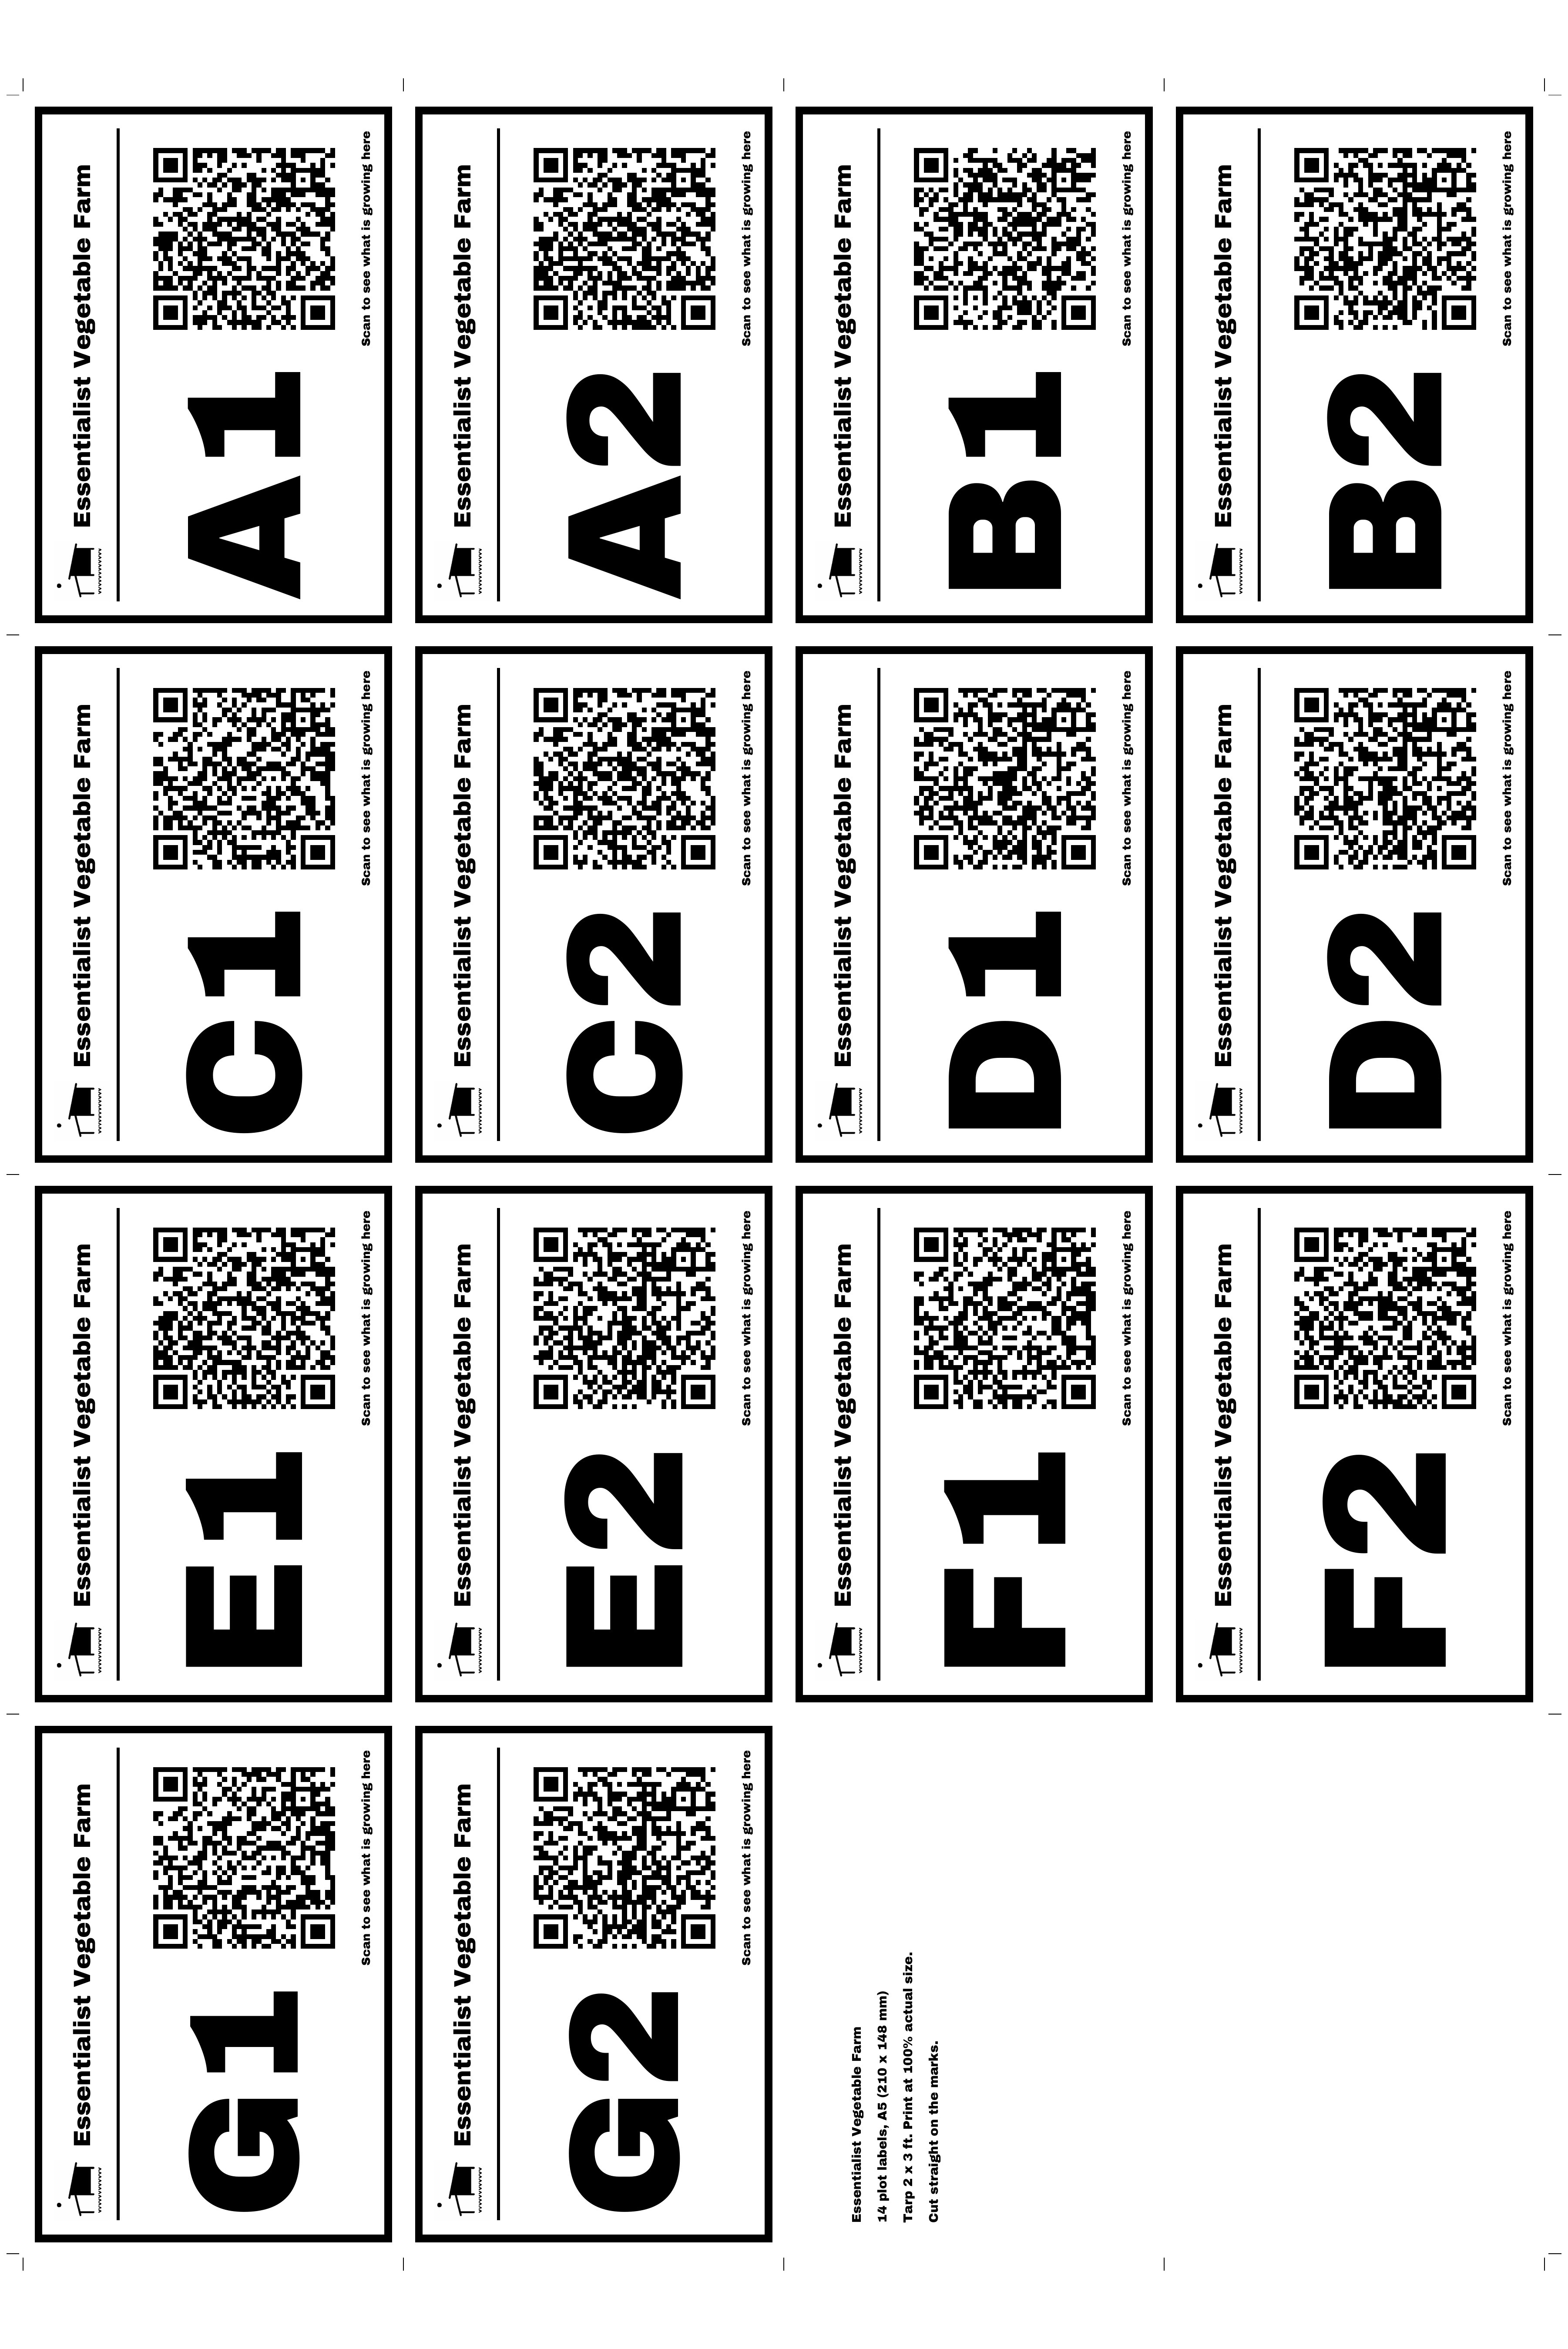 Essentialist Vegetable Farm
A1
Scan to see what is growing here
Essentialist Vegetable Farm
A2
Scan to see what is growing here
Essentialist Vegetable Farm
B1
Scan to see what is growing here
Essentialist Vegetable Farm
B2
Scan to see what is growing here
Essentialist Vegetable Farm
C1
Scan to see what is growing here
Essentialist Vegetable Farm
C2
Scan to see what is growing here
Essentialist Vegetable Farm
D1
Scan to see what is growing here
Essentialist Vegetable Farm
D2
Scan to see what is growing here
Essentialist Vegetable Farm
E1
Scan to see what is growing here
Essentialist Vegetable Farm
E2
Scan to see what is growing here
Essentialist Vegetable Farm
F1
Scan to see what is growing here
Essentialist Vegetable Farm
F2
Scan to see what is growing here
Essentialist Vegetable Farm
G1
Scan to see what is growing here
Essentialist Vegetable Farm
G2
Scan to see what is growing here
Essentialist Vegetable Farm
14 plot labels, A5 (210 x 148 mm)
Tarp 2 x 3 ft. Print at 100% actual size.
Cut straight on the marks.